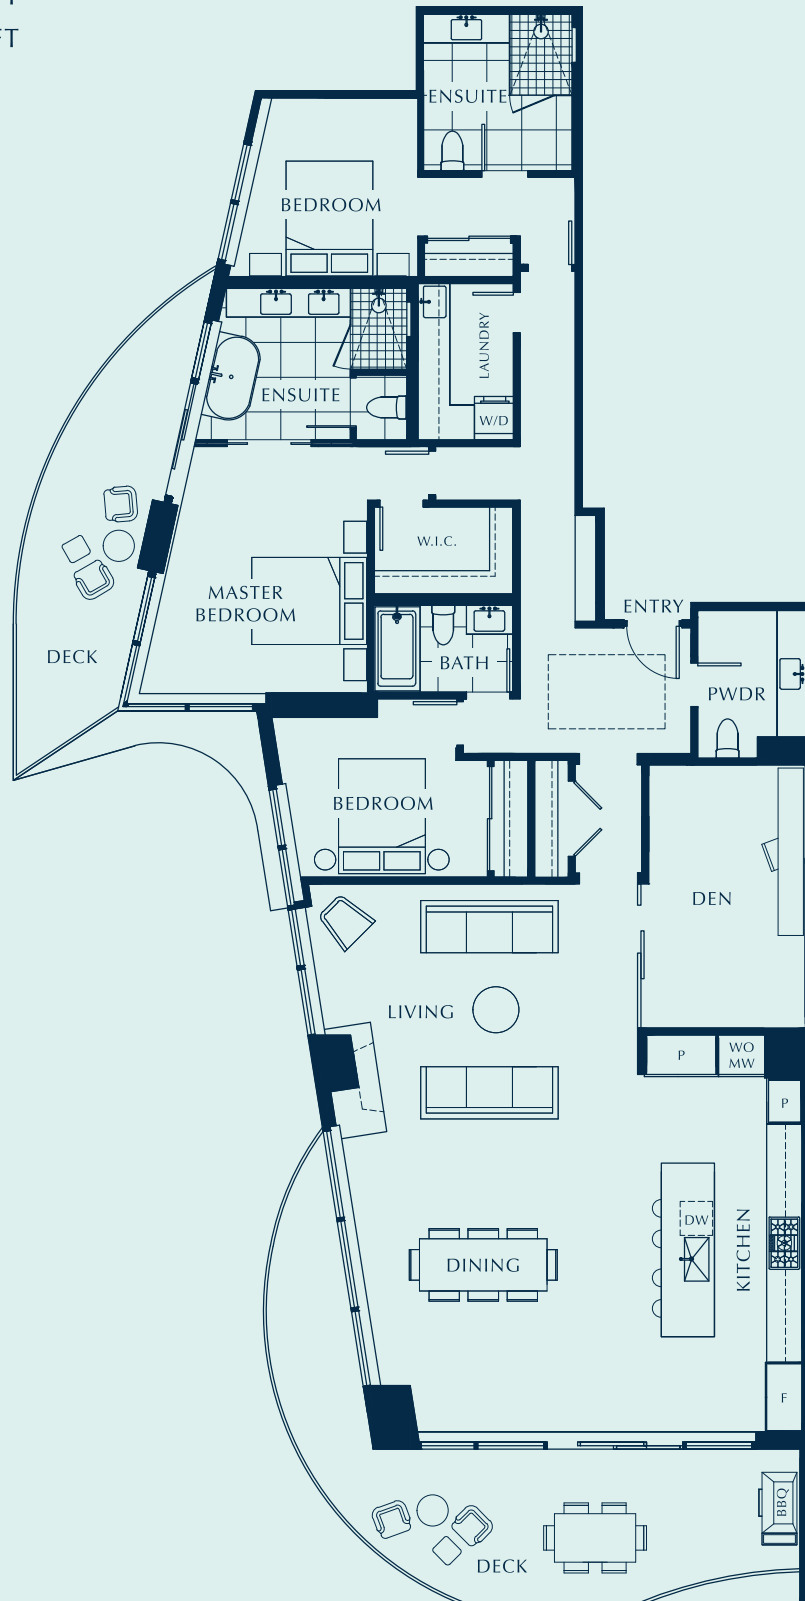 FT
ENSUITE
BEDROOM
LAUNDRY
ENSUITE
W/D
W.I.C.
MASTER
BEDROOM
ENTRY
DECK
BATH
PWDR
BEDROOM
DEN
LIVING
P
WO
MW
P
DW
KITCHEN
DINING
F
BBQ
DECK